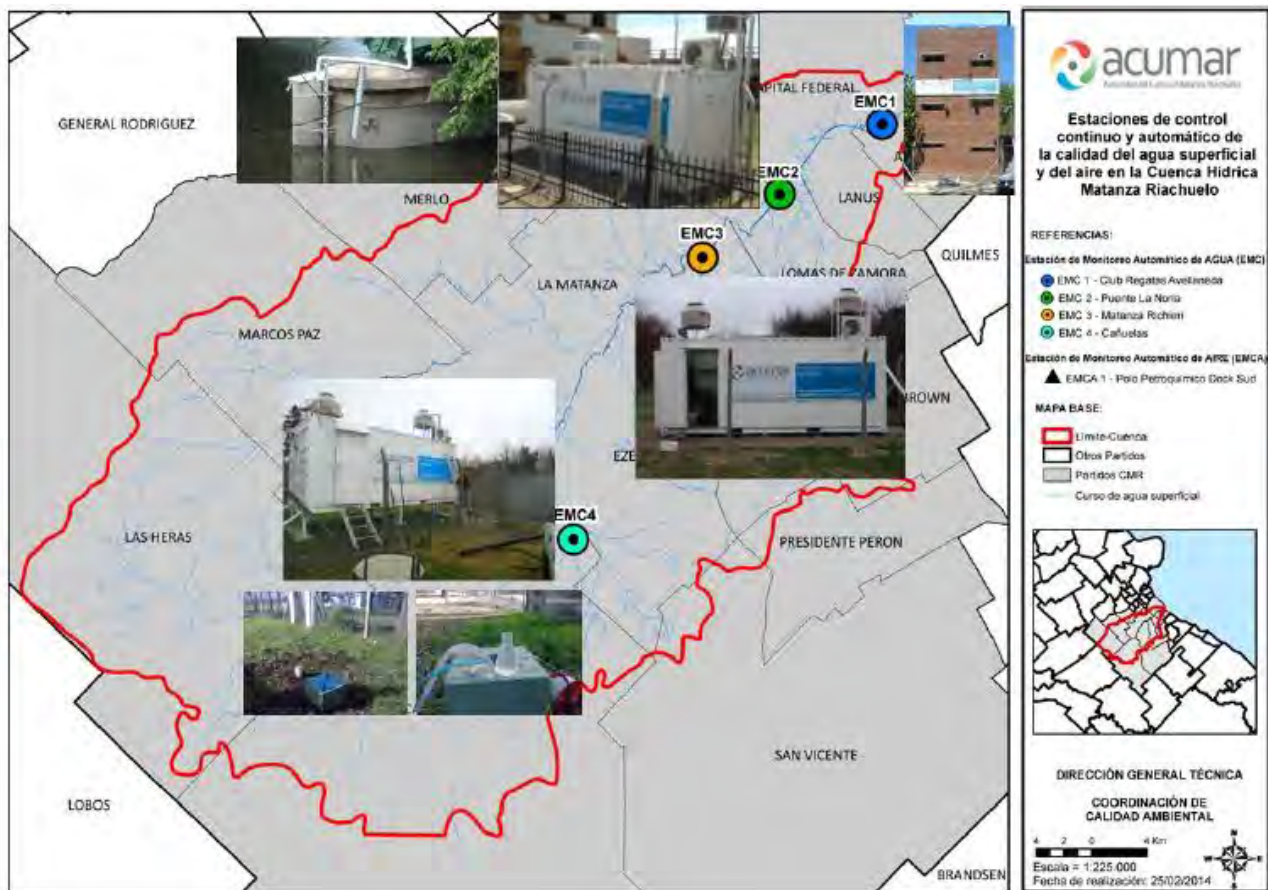 GENERAL RODRIGUEZ
CAPITAL FEDERAL
EMC1
EMC2
LANUS
MERLO
EMC3
QUILMES
LOMAS DE ZAMORA
LA MATANZA
MARCOS PAZ
acumar
BROWN
EZE
EMC4
LAS HERAS
PRESIDENTE PERON
SAN VICENTE
LOBOS
BRANDSEN
acumar
Estaciones de control
continuo y automático de
la calidad del agua superficial
y del aire en la Cuenca Hídrica
Matanza Riachuelo
REFERENCIAS:
Estación de Monitoreo Automático de AGUA (EMC)
EMC 1 - Club Regatas Avellaneda
EMC 2 - Puente La Noria
EMC 3 - Matanza Richieri
EMC 4 - Cañuelas
Estación de Monitoreo Automático de AIRE (EMCA)
EMCA 1 - Polo Petroquímico Dock Sud
MAPA BASE:
Límite-Cuenca
Otros Partidos
Partidos CMR
Curso de agua superficial
DIRECCIÓN GENERAL TÉCNICA
COORDINACIÓN DE
CALIDAD AMBIENTAL
4 2 0 4 Km
Escala = 1:225.000
Fecha de realización: 25/02/2014
N
W E
S